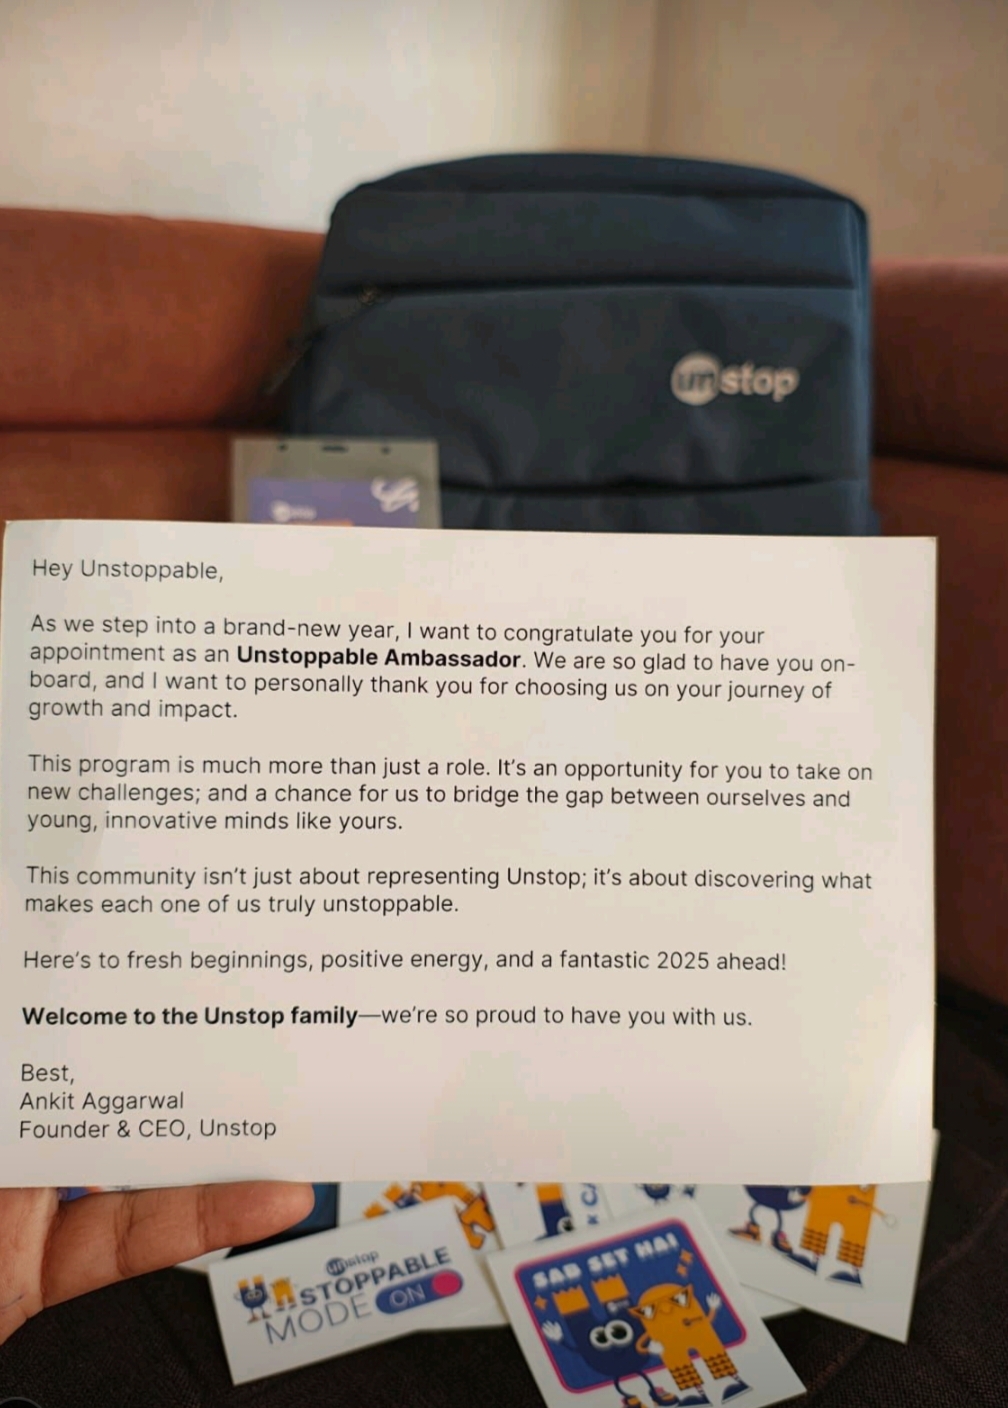 unstop
Hey Unstoppable,
As we step into a brand-new year, I want to congratulate you for your
appointment as an Unstoppable Ambassador. We are so glad to have you on-
board, and I want to personally thank you for choosing us on your journey of
growth and impact.
This program is much more than just a role. It's an opportunity for you to take on
new challenges; and a chance for us to bridge the gap between ourselves and
young, innovative minds like yours.
This community isn't just about representing Unstop; it's about discovering what
makes each one of us truly unstoppable.
Here's to fresh beginnings, positive energy, and a fantastic 2025 ahead!
Welcome to the Unstop family—we're so proud to have you with us.
Best,
Ankit Aggarwal
Founder & CEO, Unstop
unstop
UNSTOPPABLE
MODE ON
SAB SET HAI